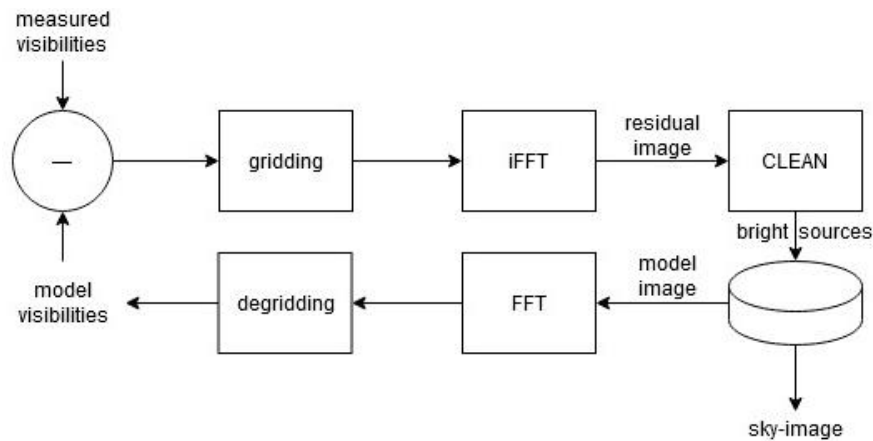 measured
visibilities
—
gridding
iFFT
residual
image
CLEAN
bright sources
model
visibilities
degridding
FFT
model
image
sky-image